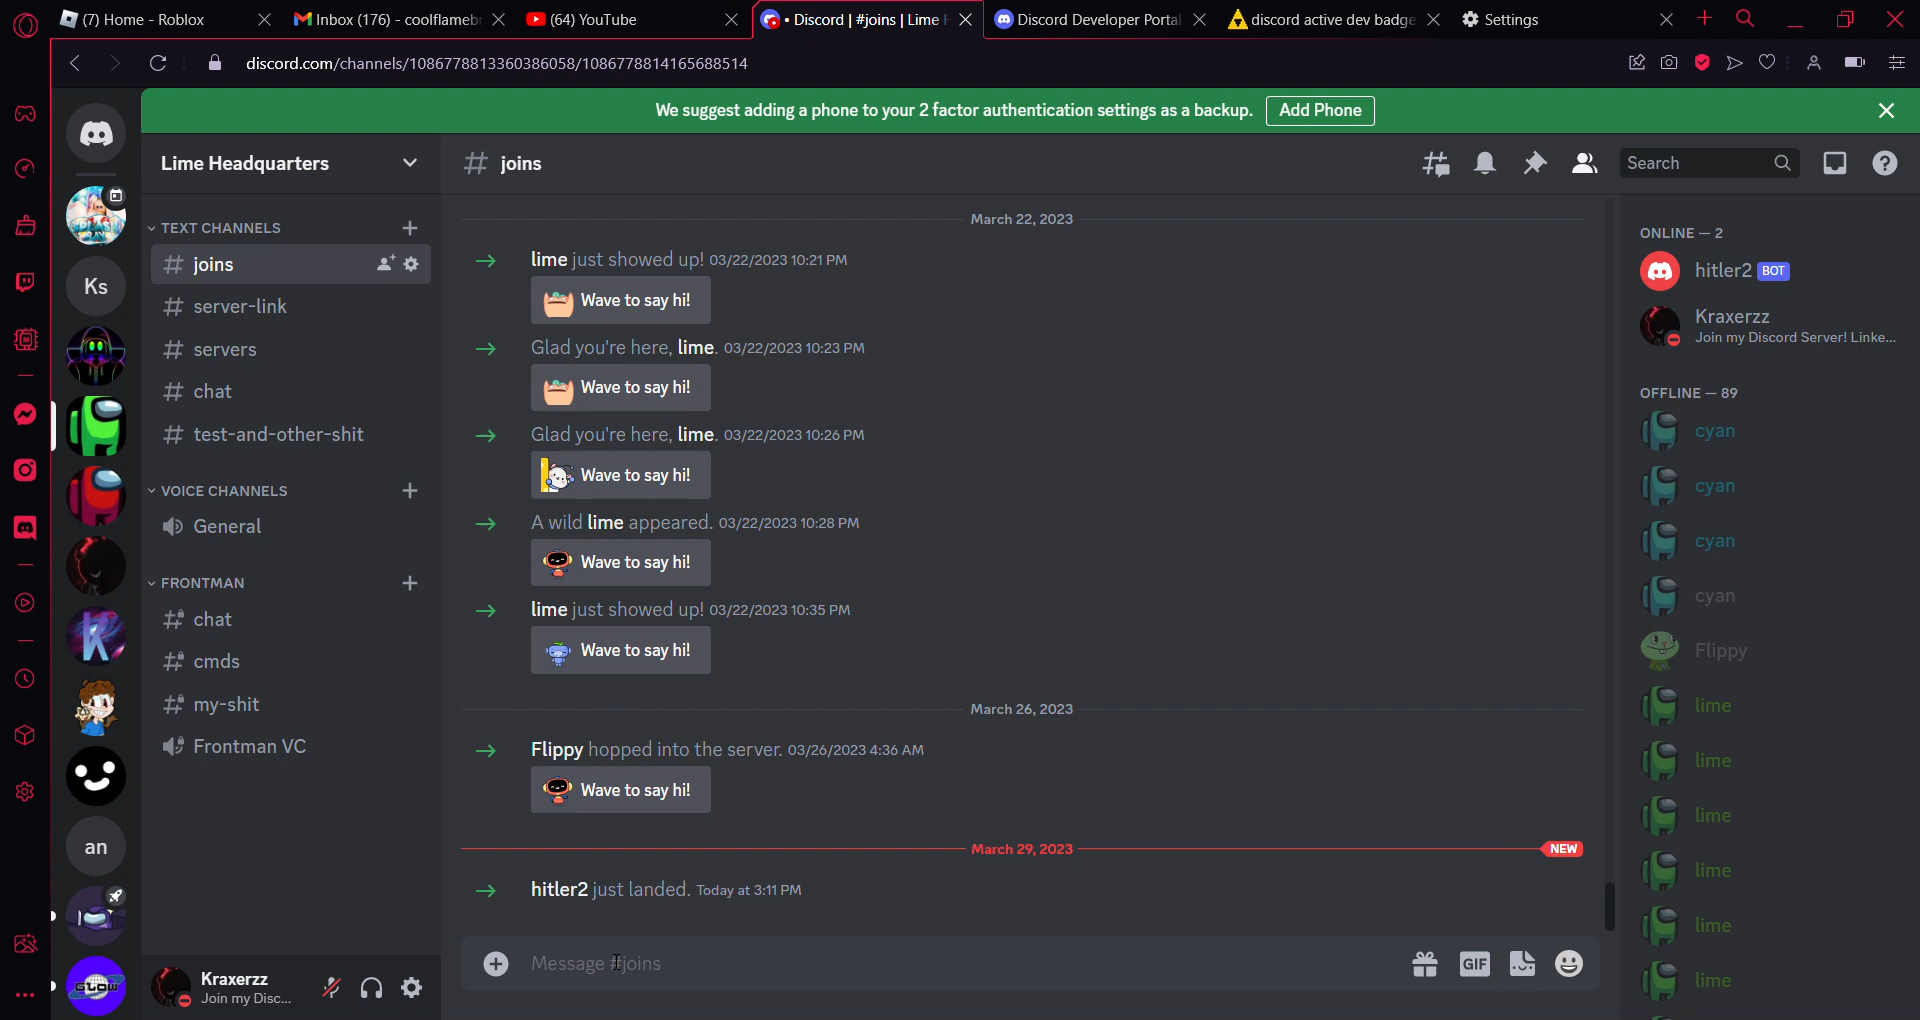 (7) Home - Roblox
Inbox (176) - coolflamebr
(64) YouTube
• Discord | #joins | Lime H
Discord Developer Portal
discord active dev badge
Settings
discord.com/channels/1086778813360386058/1086778814165688514
We suggest adding a phone to your 2 factor authentication settings as a backup. Add Phone
Lime Headquarters
joins
Search
TEXT CHANNELS
joins
server-link
servers
chat
test-and-other-shit
VOICE CHANNELS
General
FRONTMAN
chat
cmds
my-shit
Frontman VC
Ks
an
GLOW
Kraxerzz
Join my Disc...
March 22, 2023
lime just showed up! 03/22/2023 10:21 PM
Wave to say hi!
Glad you're here, lime. 03/22/2023 10:23 PM
Wave to say hi!
Glad you're here, lime. 03/22/2023 10:26 PM
Wave to say hi!
A wild lime appeared. 03/22/2023 10:28 PM
Wave to say hi!
lime just showed up! 03/22/2023 10:35 PM
Wave to say hi!
March 26, 2023
Flippy hopped into the server. 03/26/2023 4:36 AM
Wave to say hi!
March 29, 2023 NEW
hitler2 just landed. Today at 3:11 PM
Message #joins
GIF
ONLINE — 2
hitler2 BOT
Kraxerzz
Join my Discord Server! Linke...
OFFLINE — 89
cyan
cyan
cyan
cyan
Flippy
lime
lime
lime
lime
lime
lime